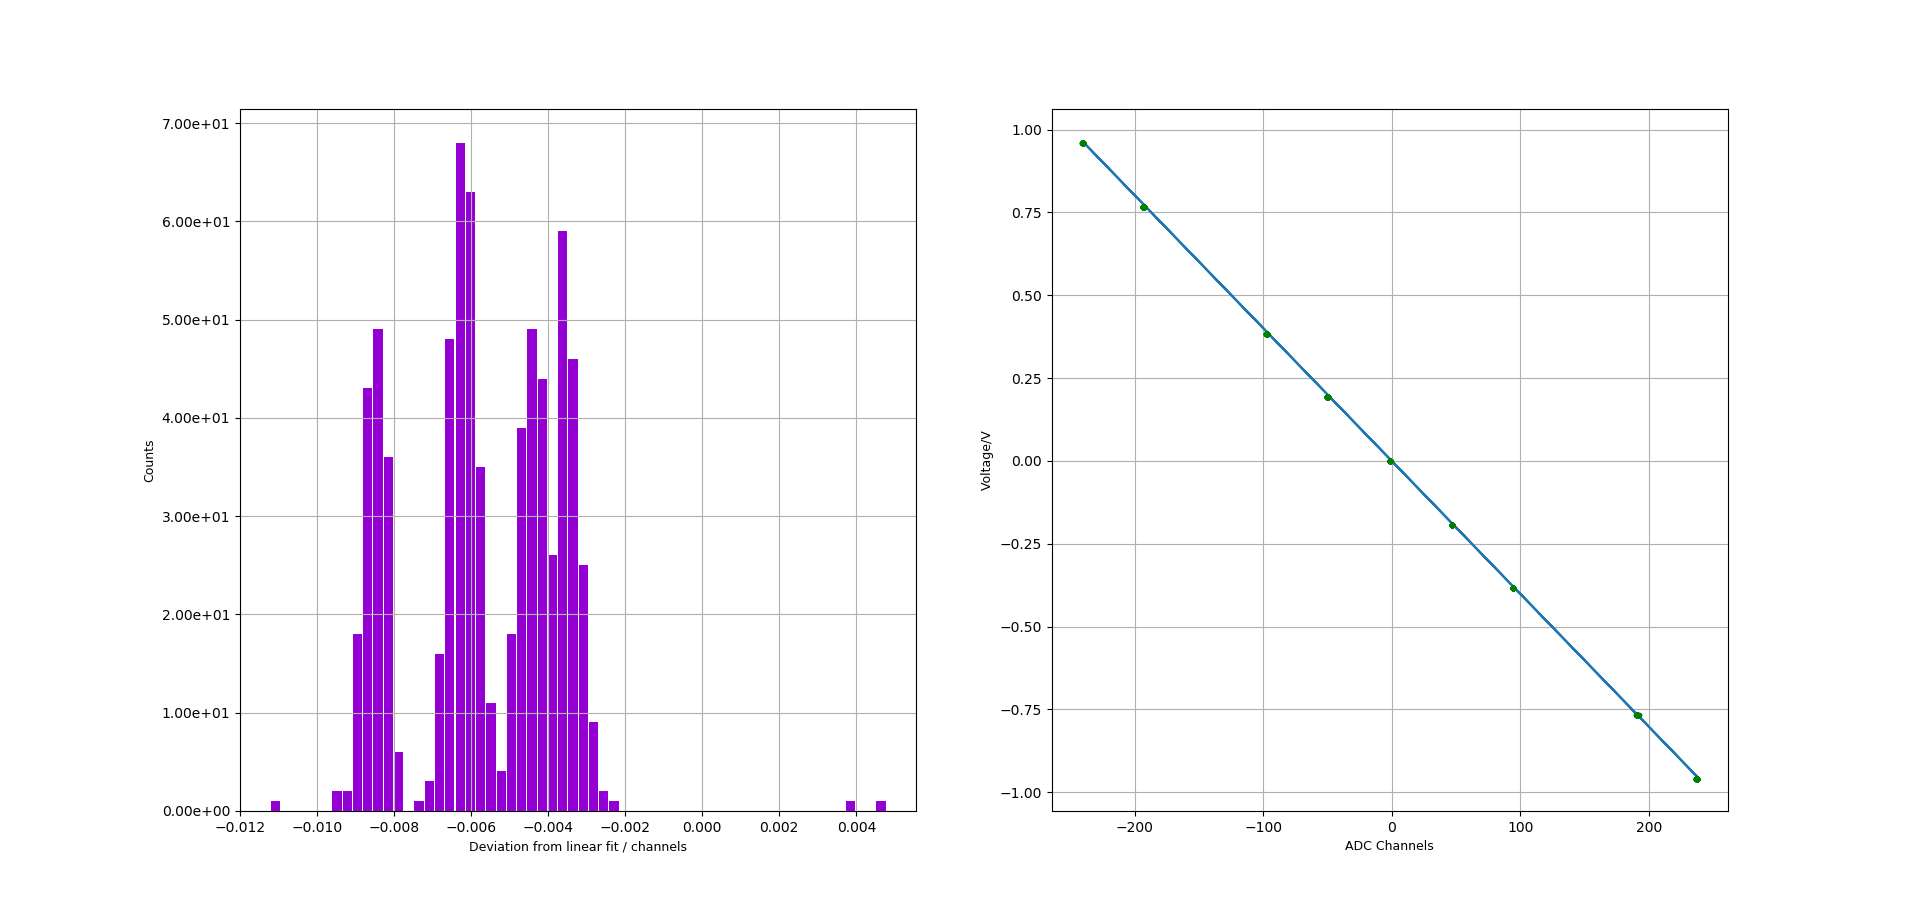 7.00e+01
6.00e+01
5.00e+01
4.00e+01
3.00e+01
2.00e+01
1.00e+01
0.00e+00
Counts
−0.012 −0.010 −0.008 −0.006 −0.004 −0.002 0.000 0.002 0.004
Deviation from linear fit / channels
1.00
0.75
0.50
0.25
0.00
−0.25
−0.50
−0.75
−1.00
Voltage/V
−200 −100 0 100 200
ADC Channels